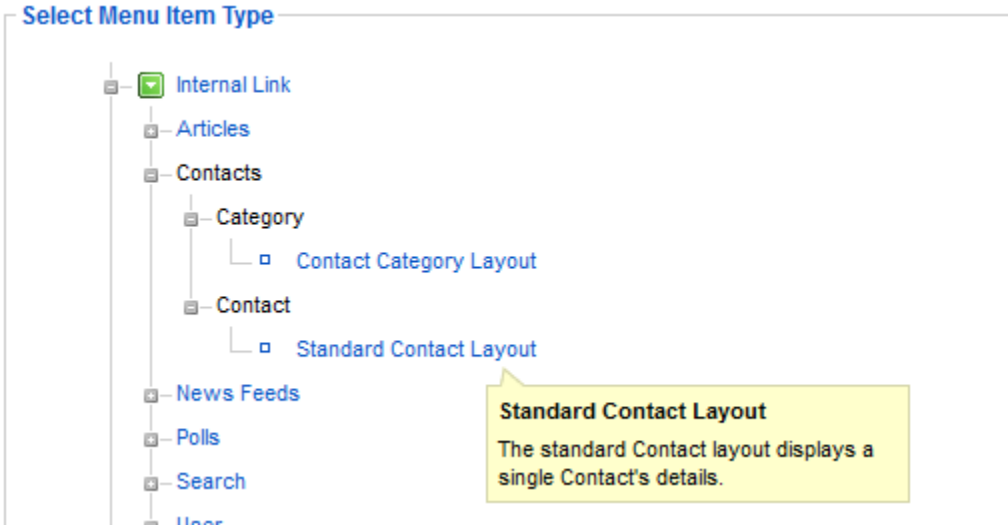 Select Menu Item Type
Internal Link
Articles
Contacts
Category
Contact Category Layout
Contact
Standard Contact Layout
News Feeds
Standard Contact Layout
The standard Contact layout displays a
single Contact's details.
Polls
Search
User